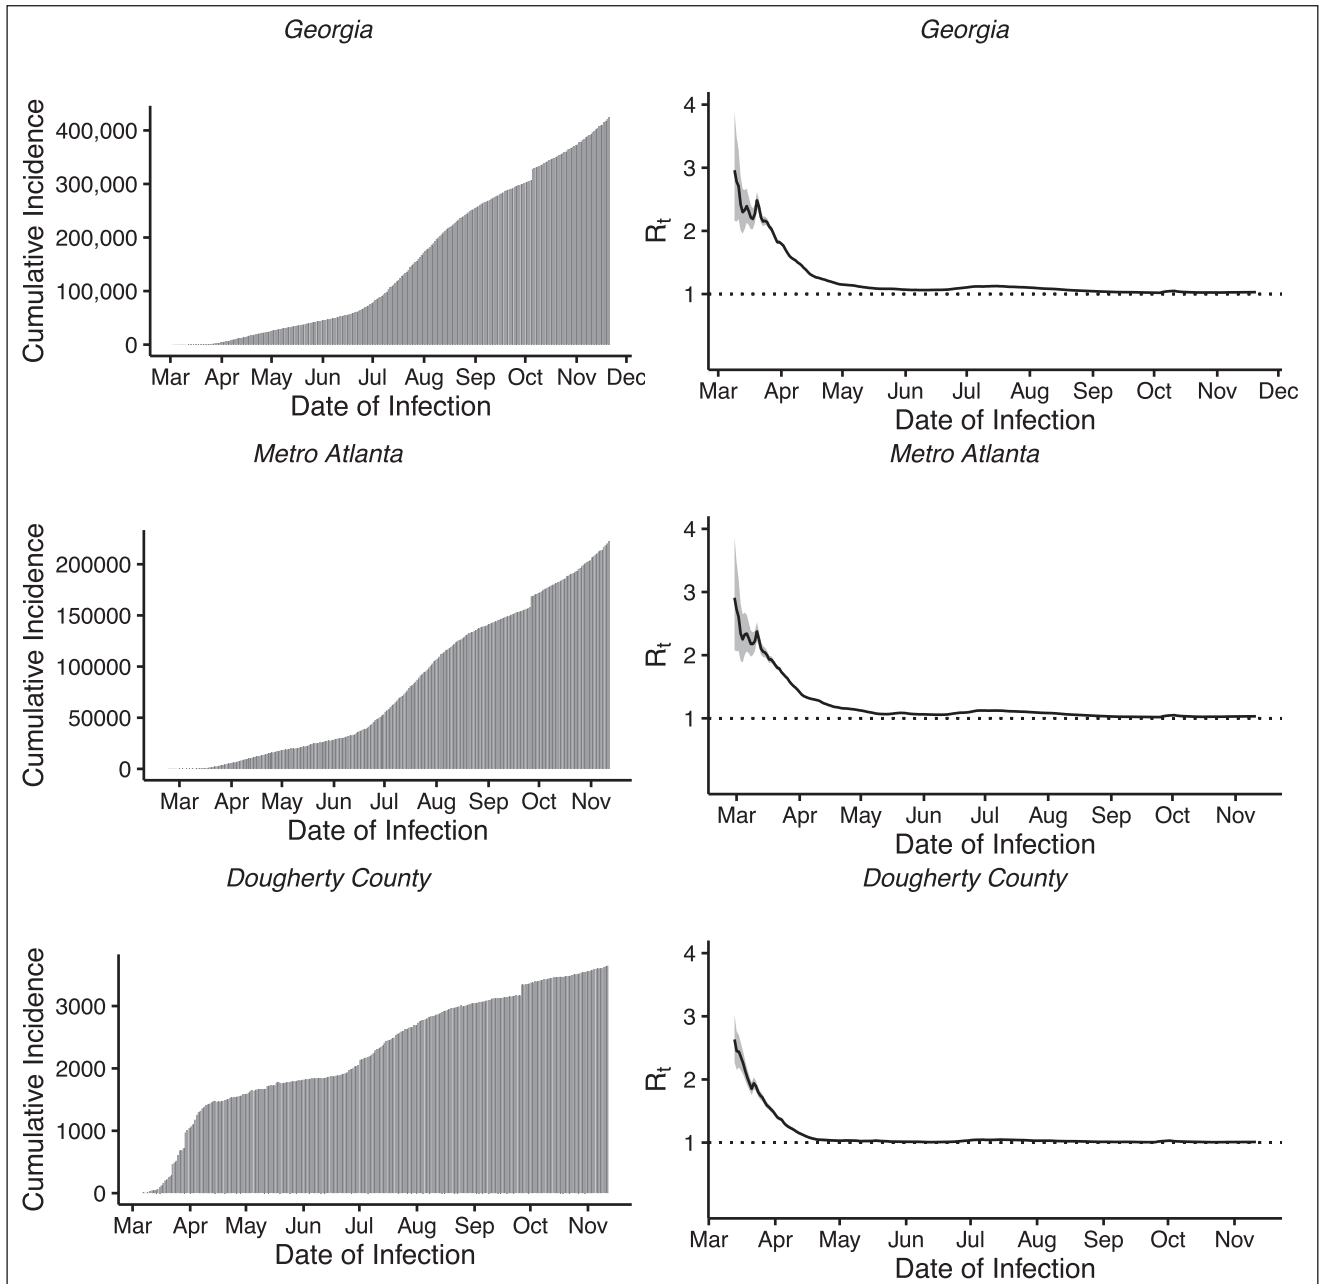 Georgia
Georgia
Cumulative Incidence
400,000
300,000
200,000
100,000
0
Mar Apr May Jun Jul Aug Sep Oct Nov Dec
Date of Infection
Rt
4
3
2
1
Mar Apr May Jun Jul Aug Sep Oct Nov Dec
Date of Infection
Metro Atlanta
Metro Atlanta
Cumulative Incidence
200000
150000
100000
50000
0
Mar Apr May Jun Jul Aug Sep Oct Nov
Date of Infection
Rt
4
3
2
1
Mar Apr May Jun Jul Aug Sep Oct Nov
Date of Infection
Dougherty County
Dougherty County
Cumulative Incidence
3000
2000
1000
0
Mar Apr May Jun Jul Aug Sep Oct Nov
Date of Infection
Rt
4
3
2
1
Mar Apr May Jun Jul Aug Sep Oct Nov
Date of Infection